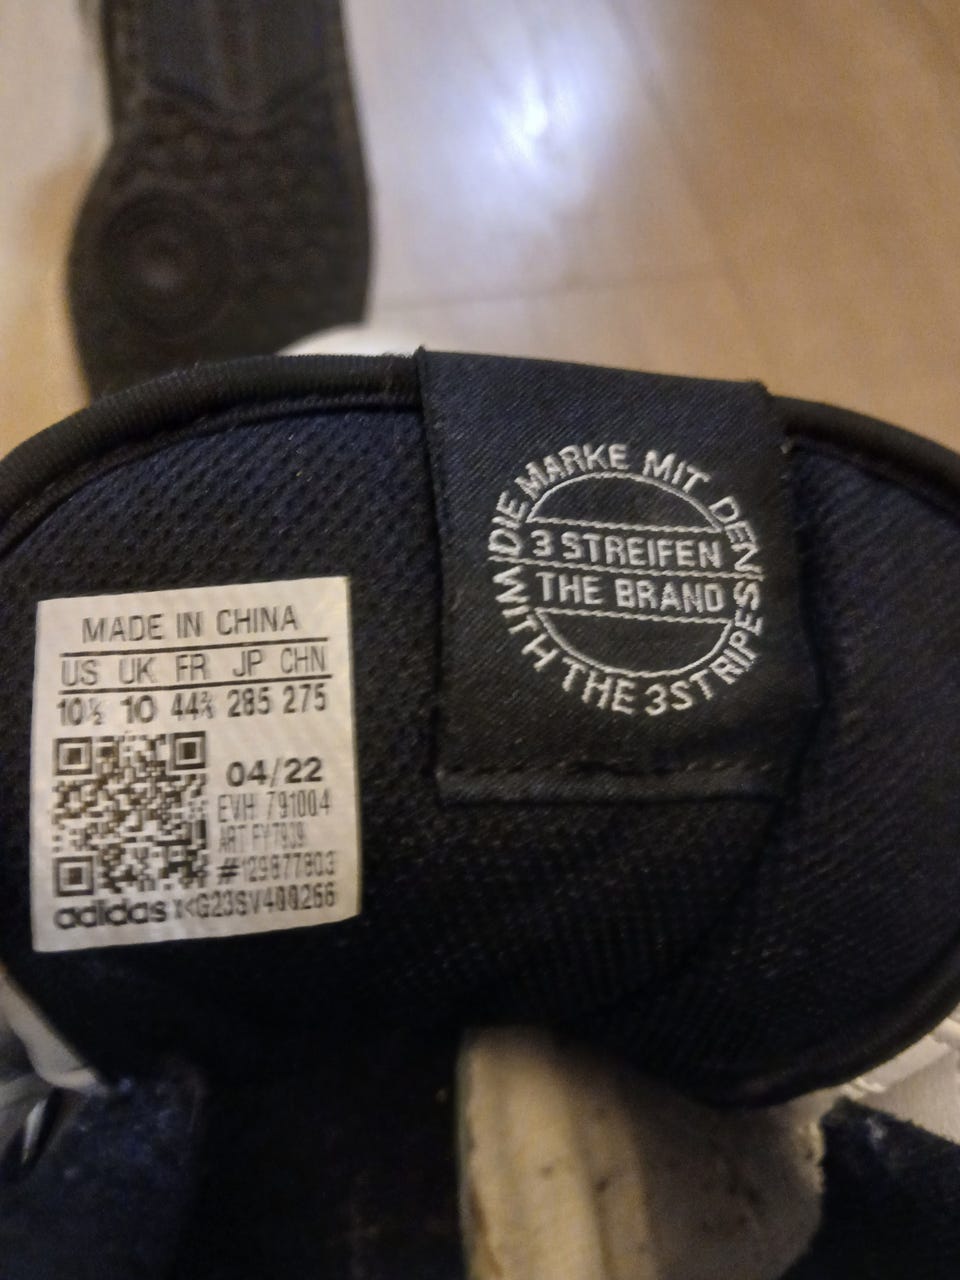 DIE MARKE MIT DEN
3 STREIFEN
THE BRAND
WITH THE 3 STRIPES
MADE IN CHINA
US UK FR JP CHN
10½ 10 44⅔ 285 275
04/22
EVH 791004
ART FY7939
#129877803
adidas G23SV400266